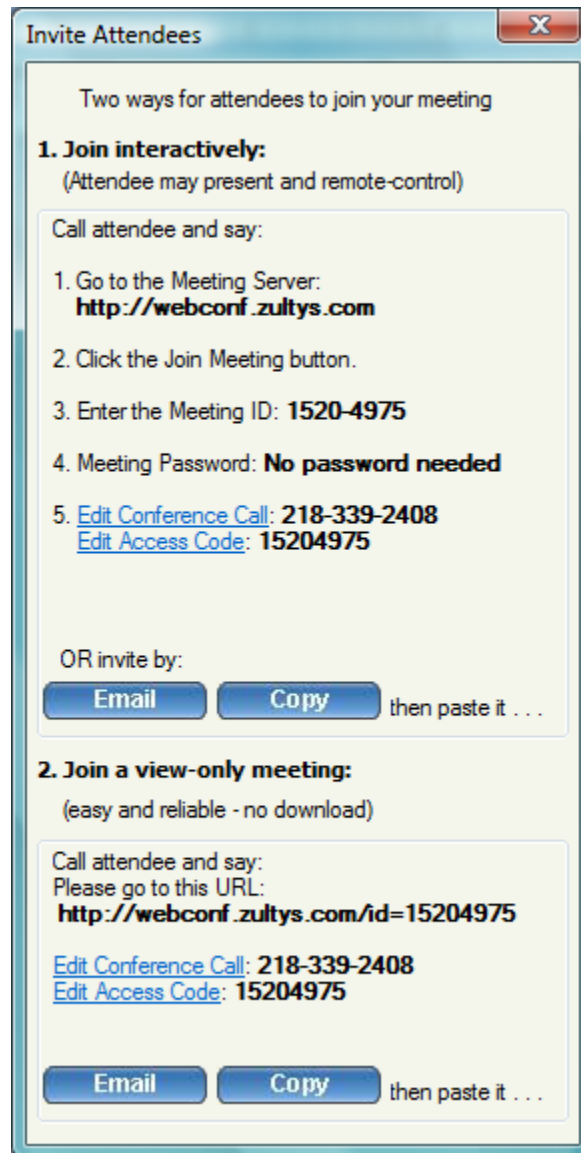 Invite Attendees
X
Two ways for attendees to join your meeting
1. Join interactively:
(Attendee may present and remote-control)
Call attendee and say:
1. Go to the Meeting Server:
http://webconf.zultys.com
2. Click the Join Meeting button.
3. Enter the Meeting ID: 1520-4975
4. Meeting Password: No password needed
5. Edit Conference Call: 218-339-2408
Edit Access Code: 15204975
OR invite by:
Email Copy then paste it . . .
2. Join a view-only meeting:
(easy and reliable - no download)
Call attendee and say:
Please go to this URL:
http://webconf.zultys.com/id=15204975
Edit Conference Call: 218-339-2408
Edit Access Code: 15204975
Email Copy then paste it . . .